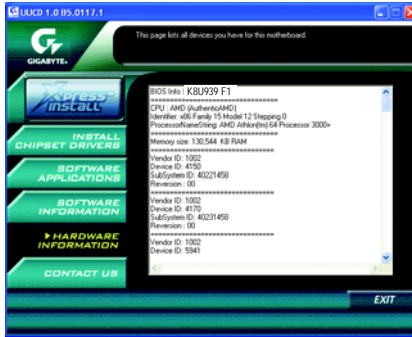 UUCD 1.0 B5.0117.1
This page lists all devices you have for this motherboard.
GIGABYTE
Xpress-
install
INSTALL
CHIPSET DRIVERS
SOFTWARE
APPLICATIONS
SOFTWARE
INFORMATION
HARDWARE
INFORMATION
CONTACT US
BIOS Info : K8U939 F1
==============================
CPU : AMD (AuthenticAMD)
Identifier: x86 Family 15 Model 12 Stepping 0
ProcessorNameString: AMD Athlon(tm) 64 Processor 3000+
==============================
Memory size: 130,544 KB RAM
==============================
Vendor ID: 1002
Device ID: 4150
SubSystem ID: 40221458
Reversion : 00
==============================
Vendor ID: 1002
Device ID: 4170
SubSystem ID: 40231458
Reversion : 00
==============================
Vendor ID: 1002
Device ID: 5941
EXIT